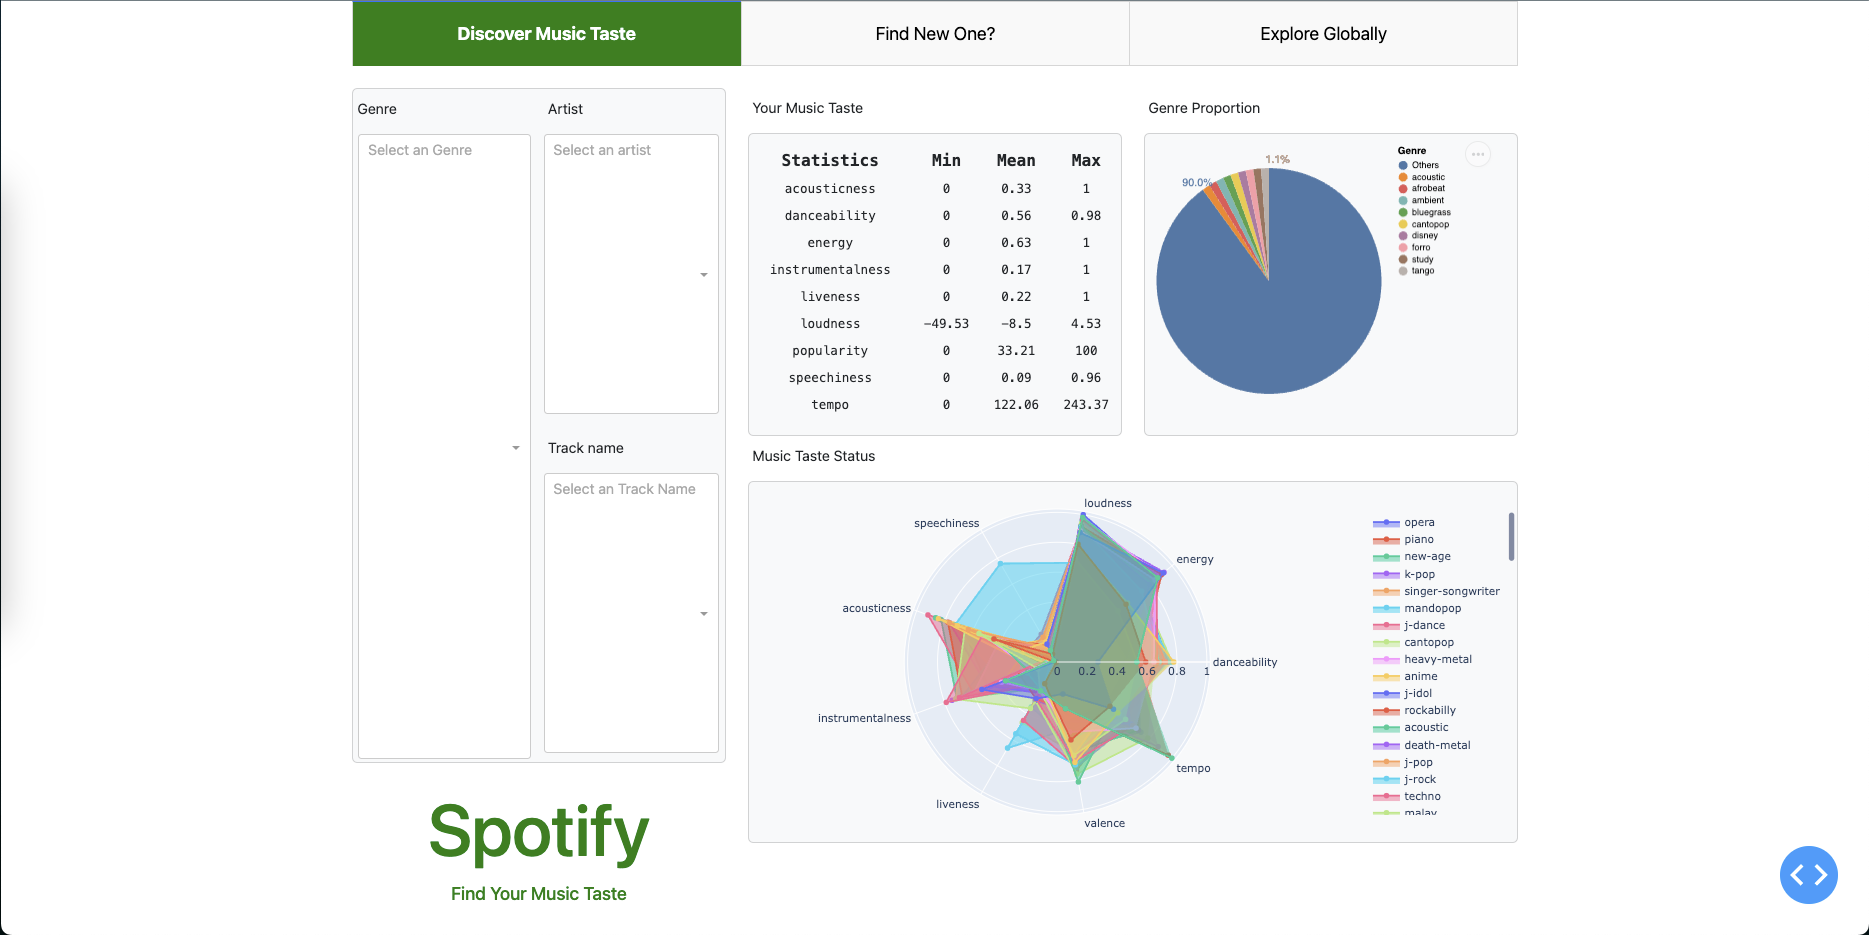 Discover Music Taste
Find New One?
Explore Globally
Genre
Artist
Select an Genre
Select an artist
Track name
Select an Track Name
Spotify
Find Your Music Taste
Your Music Taste
Statistics Min Mean Max
acousticness 0 0.33 1
danceability 0 0.56 0.98
energy 0 0.63 1
instrumentalness 0 0.17 1
liveness 0 0.22 1
loudness −49.53 −8.5 4.53
popularity 0 33.21 100
speechiness 0 0.09 0.96
tempo 0 122.06 243.37
Genre Proportion
1.1%
90.0%
Genre
Others
acoustic
afrobeat
ambient
bluegrass
cantopop
disney
forro
study
tango
Music Taste Status
loudness
speechiness
energy
acousticness
danceability
0 0.2 0.4 0.6 0.8 1
instrumentalness
tempo
liveness
valence
opera
piano
new-age
k-pop
singer-songwriter
mandopop
j-dance
cantopop
heavy-metal
anime
j-idol
rockabilly
acoustic
death-metal
j-pop
j-rock
techno
malay